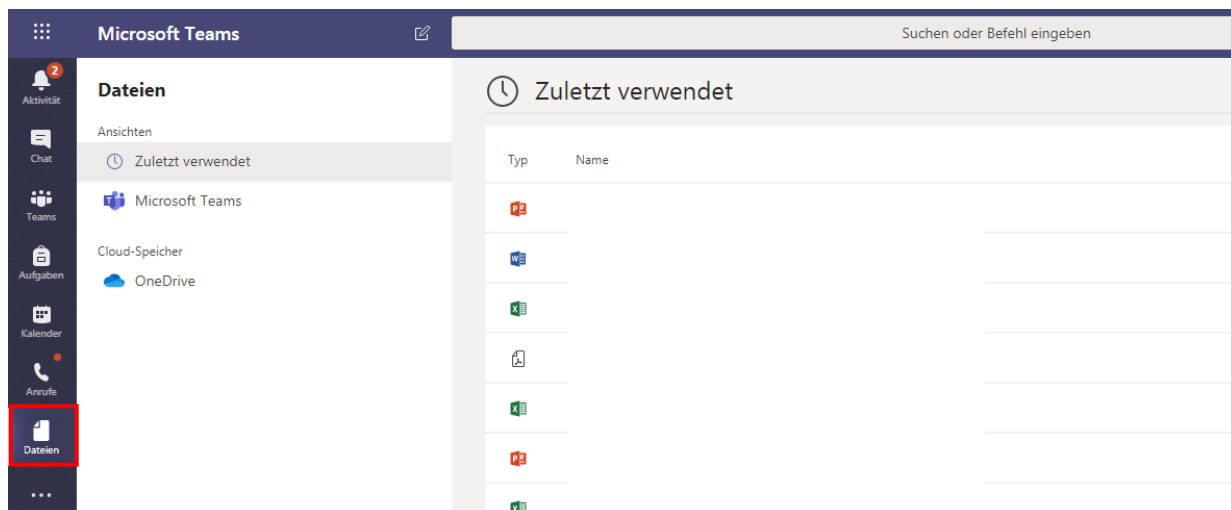 Microsoft Teams
Suchen oder Befehl eingeben
2
Aktivität
Chat
Teams
Aufgaben
Kalender
Anrufe
Dateien
Dateien
Ansichten
Zuletzt verwendet
Microsoft Teams
Cloud-Speicher
OneDrive
Zuletzt verwendet
Typ Name